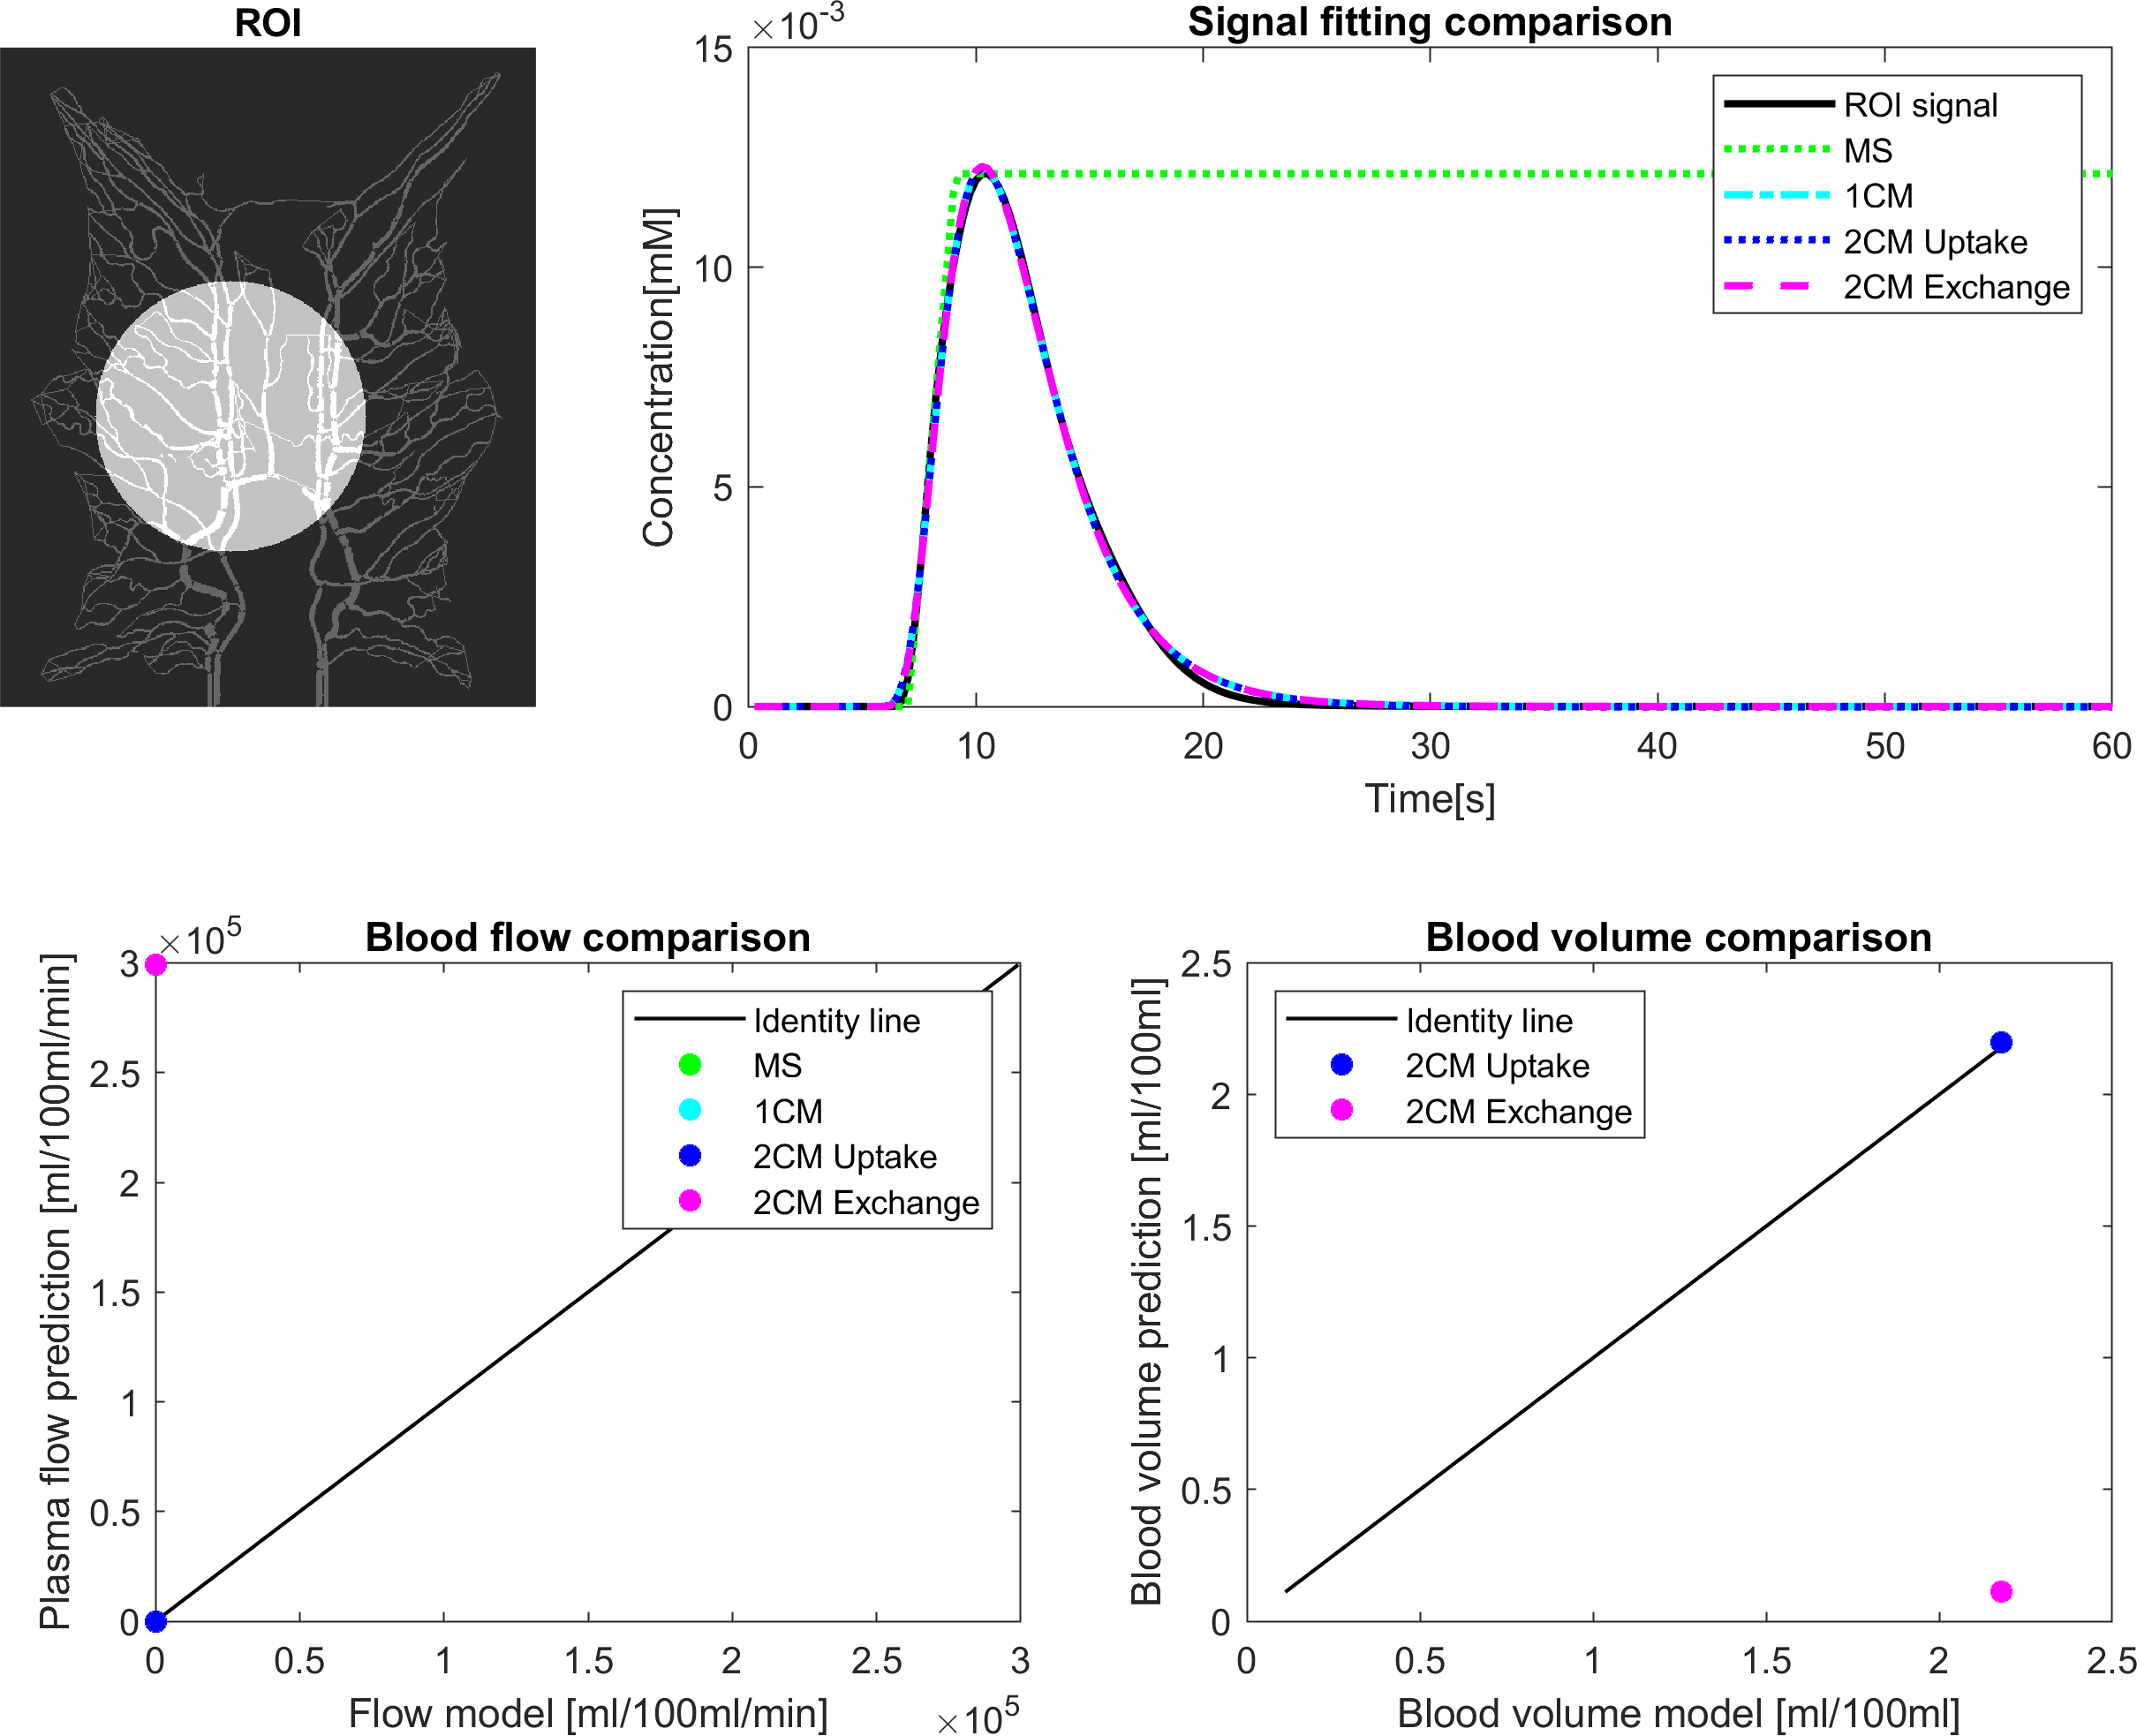 ROI
Signal fitting comparison
×10-3
15
10
5
0
Concentration[mM]
0 10 20 30 40 50 60
Time[s]
ROI signal
MS
1CM
2CM Uptake
2CM Exchange
Blood flow comparison
×105
3
2.5
2
1.5
1
0.5
0
Plasma flow prediction [ml/100ml/min]
Identity line
MS
1CM
2CM Uptake
2CM Exchange
0 0.5 1 1.5 2 2.5 3
Flow model [ml/100ml/min]
×105
Blood volume comparison
2.5
2
1.5
1
0.5
0
Blood volume prediction [ml/100ml]
Identity line
2CM Uptake
2CM Exchange
0 0.5 1 1.5 2 2.5
Blood volume model [ml/100ml]